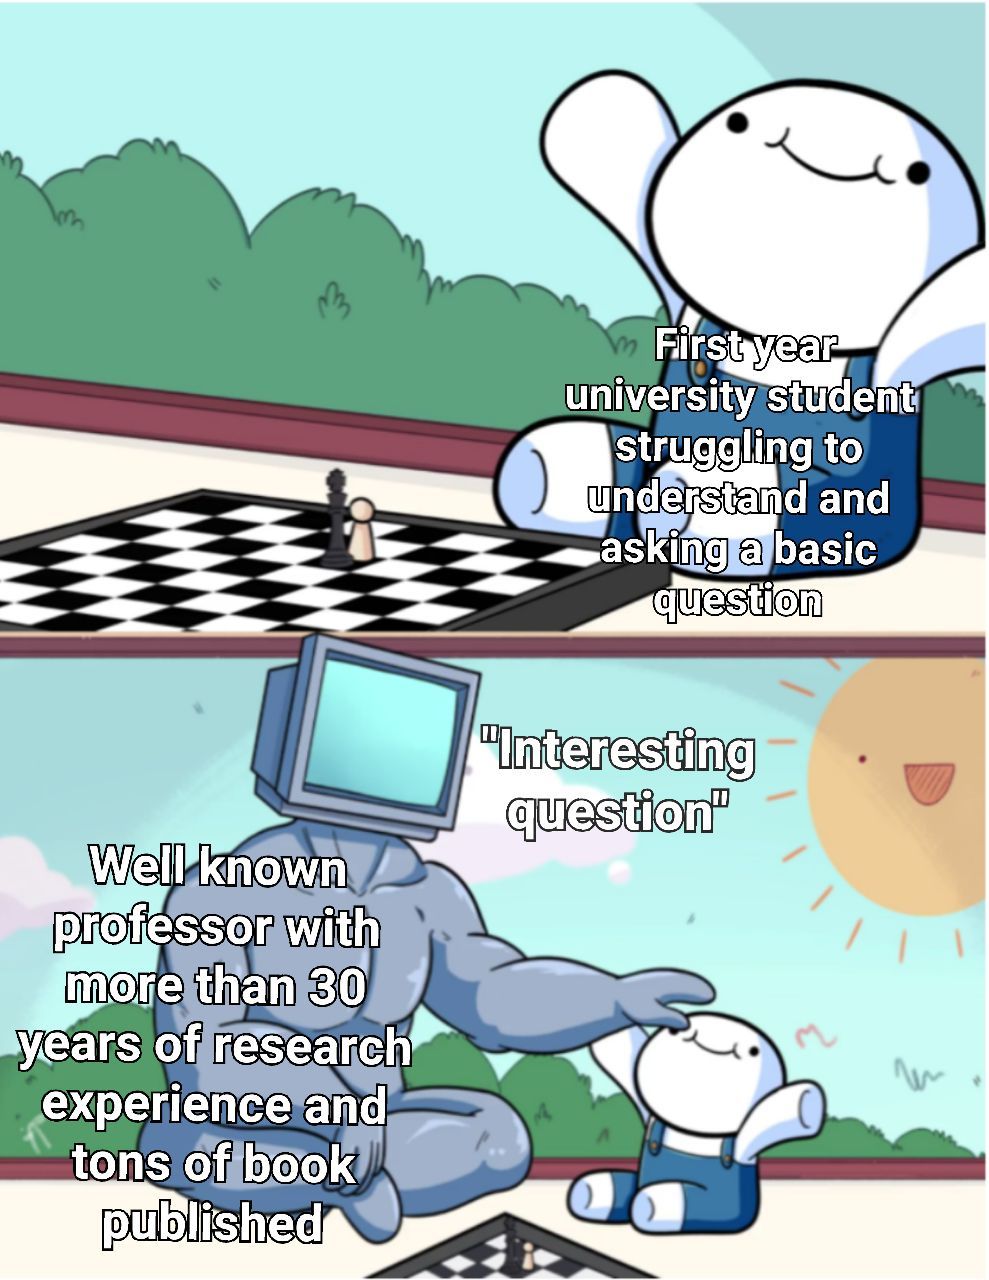 First year
university student
struggling to
understand and
asking a basic
question
"Interesting
question"
Well known
professor with
more than 30
years of research
experience and
tons of book
published